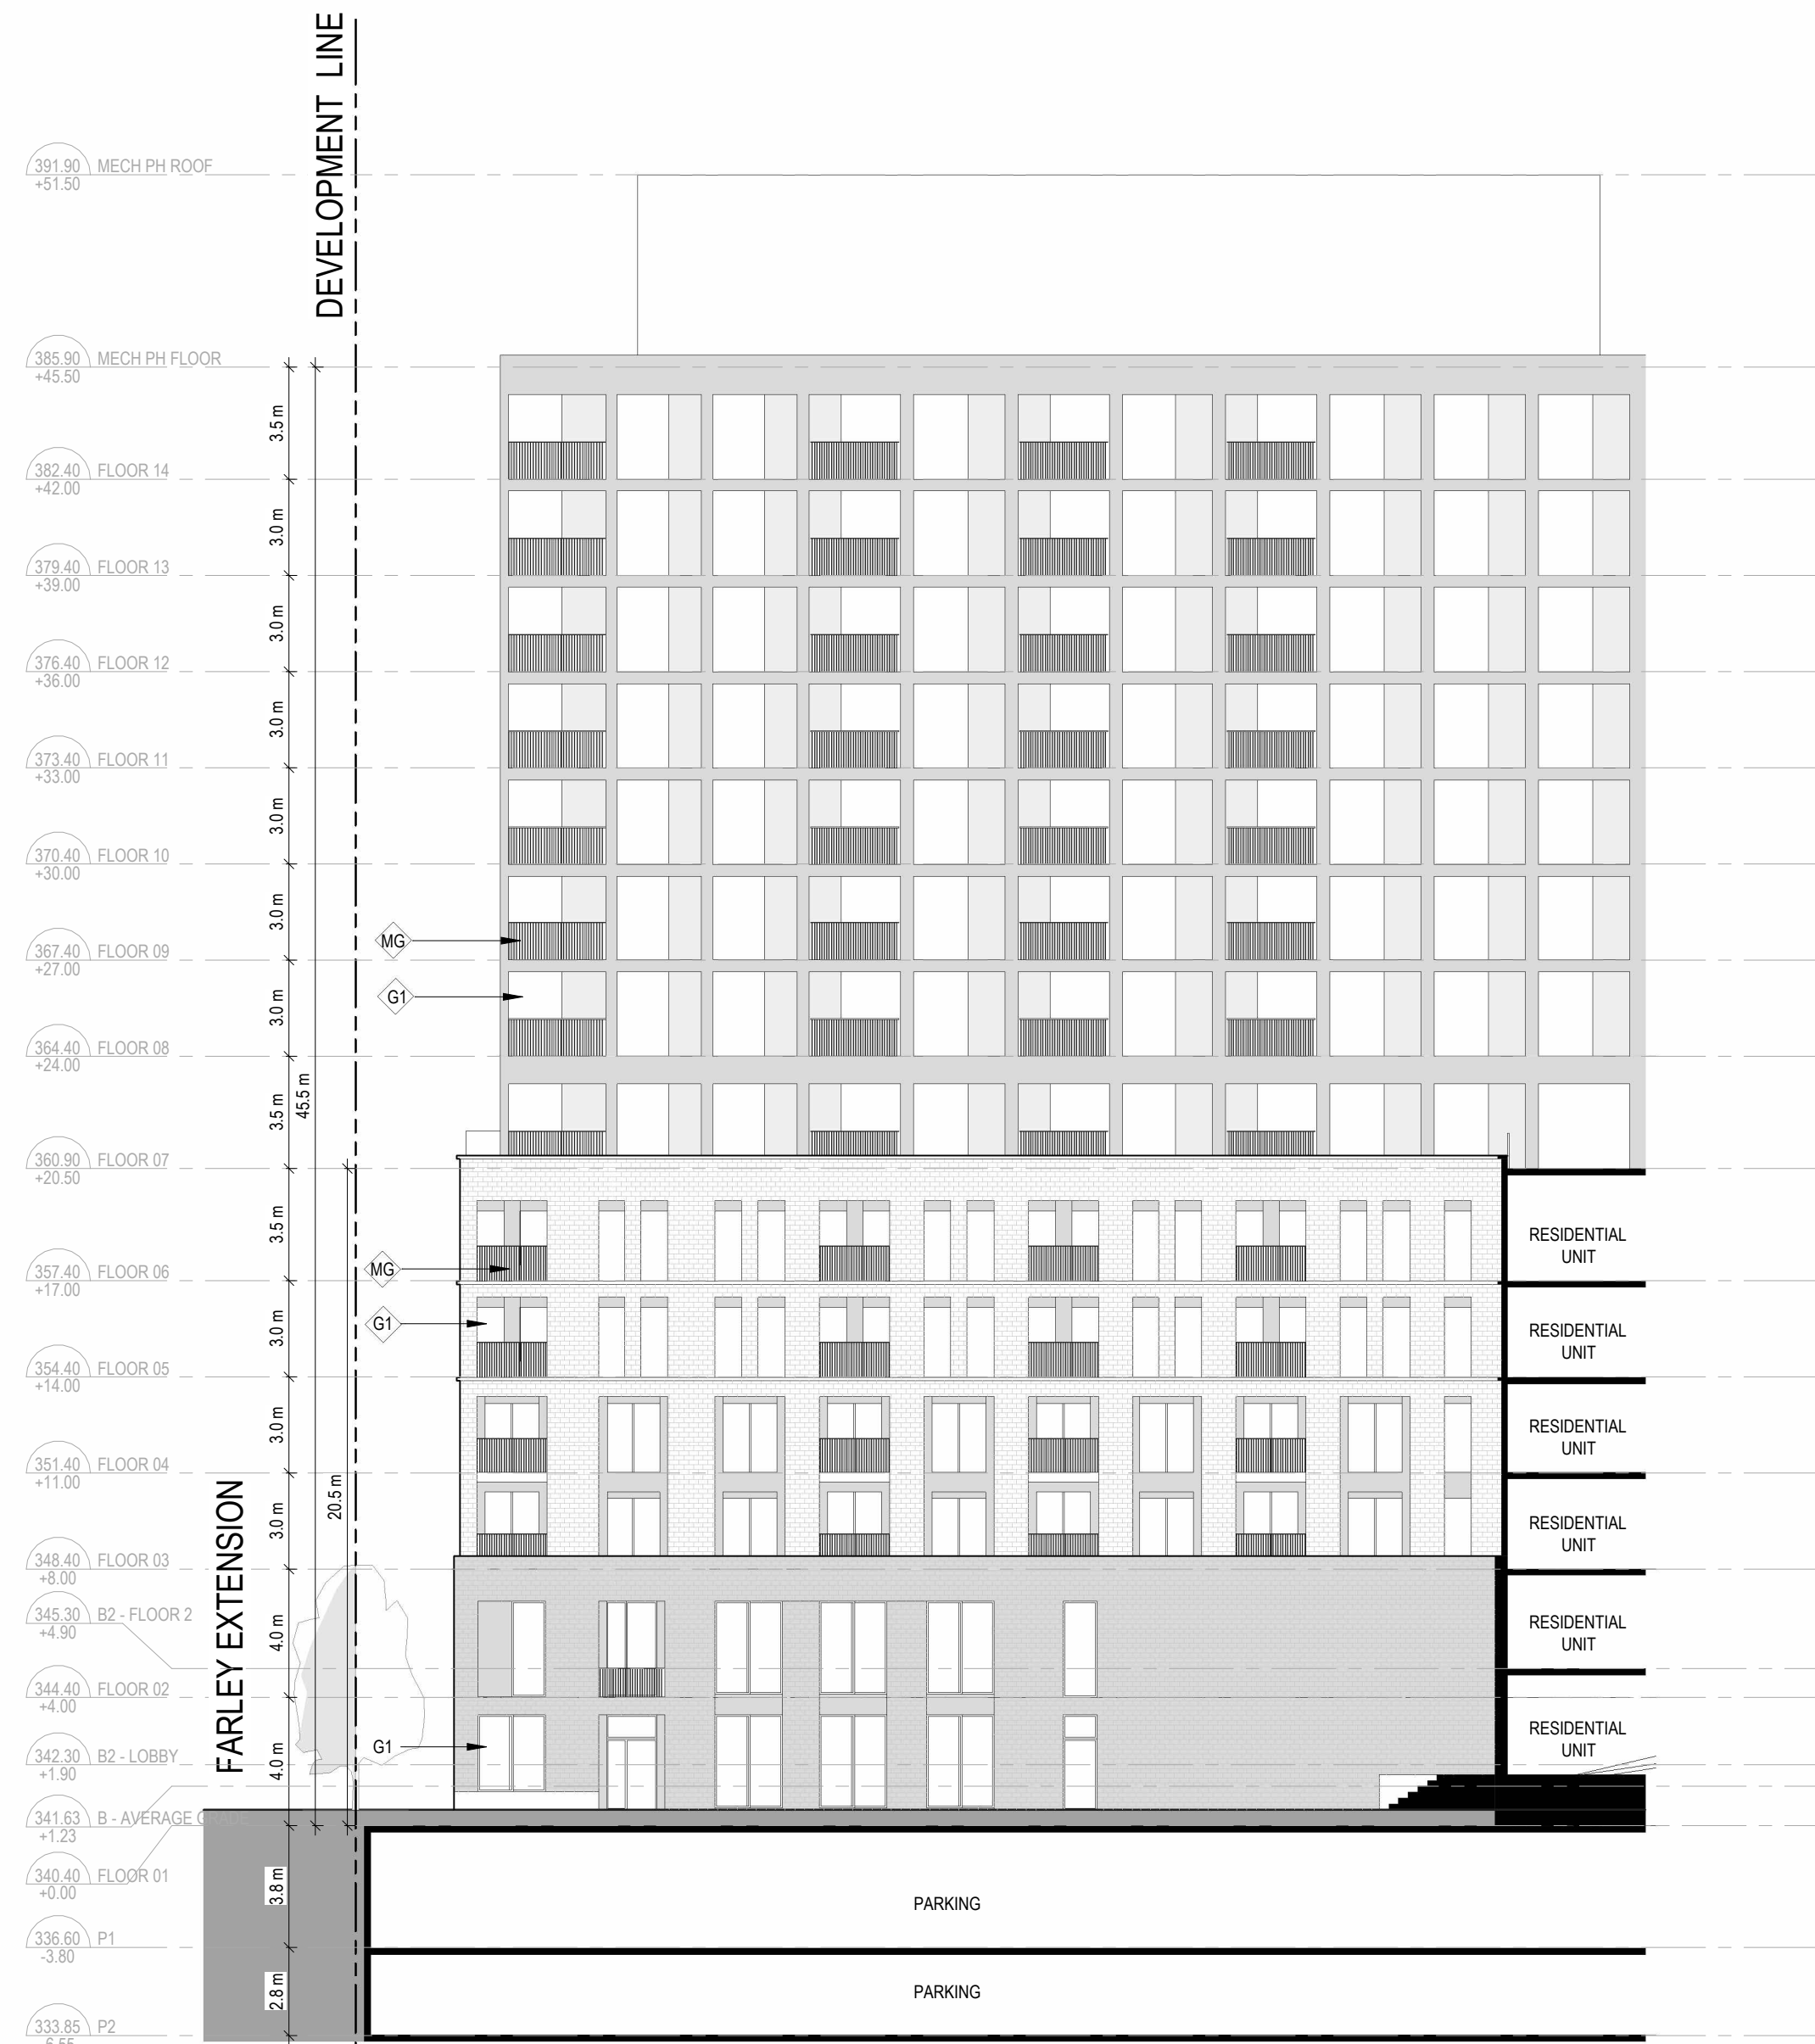 DEVELOPMENT LINE
391.90 MECH PH ROOF
+51.50
385.90 MECH PH FLOOR
+45.50
3.5 m
382.40 FLOOR 14
+42.00
3.0 m
379.40 FLOOR 13
+39.00
3.0 m
376.40 FLOOR 12
+36.00
3.0 m
373.40 FLOOR 11
+33.00
3.0 m
370.40 FLOOR 10
+30.00
3.0 m
MG
367.40 FLOOR 09
+27.00
G1
3.0 m
364.40 FLOOR 08
+24.00
45.5 m
3.5 m
360.90 FLOOR 07
+20.50
3.5 m
RESIDENTIAL
UNIT
MG
357.40 FLOOR 06
+17.00
G1
3.0 m
RESIDENTIAL
UNIT
354.40 FLOOR 05
+14.00
3.0 m
RESIDENTIAL
UNIT
351.40 FLOOR 04
+11.00
20.5 m
3.0 m
RESIDENTIAL
UNIT
348.40 FLOOR 03
+8.00
FARLEY EXTENSION
345.30 B2 - FLOOR 2
+4.90
4.0 m
RESIDENTIAL
UNIT
344.40 FLOOR 02
+4.00
RESIDENTIAL
UNIT
G1
342.30 B2 - LOBBY
+1.90
4.0 m
341.63 B - AVERAGE GRADE
+1.23
340.40 FLOOR 01
+0.00
3.8 m
PARKING
336.60 P1
-3.80
2.8 m
PARKING
333.85 P2